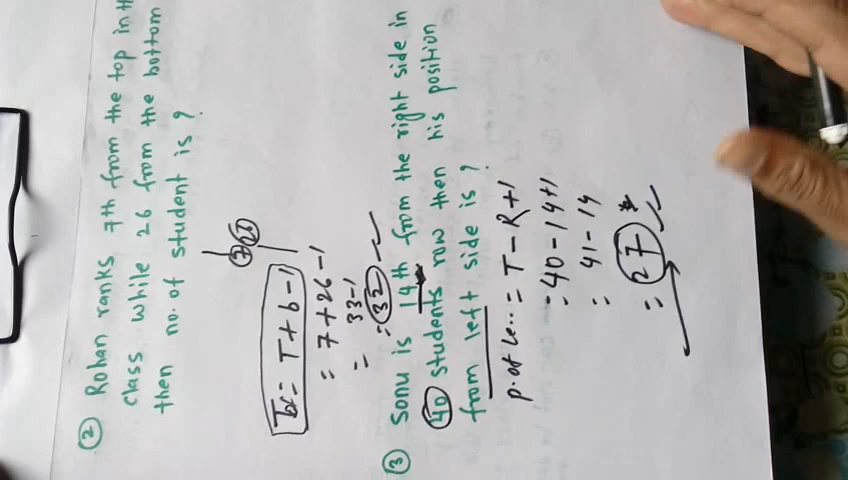 ② Rohan ranks 7th from the top in th
class while 26 from the bottom
then no. of student is ?
7 26
= T + b - 1
= 7 + 26 - 1
= 33 - 1
= 32
③ Sonu is 14th from the right side in
40 students row then his position
from left side is ?
P. of Le.. = T - R + 1
= 40 - 14 + 1
= 41 - 14
= 27